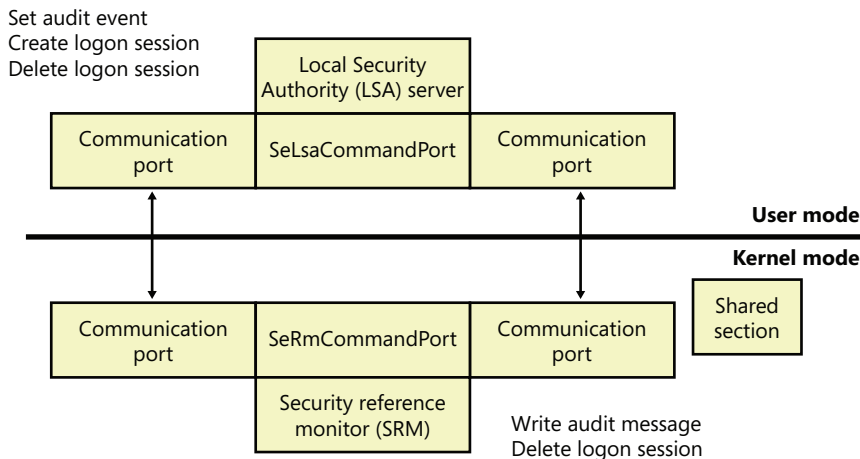 Set audit event
Create logon session
Delete logon session
Local Security
Authority (LSA) server
Communication
port
SeLsaCommandPort
Communication
port
User mode
Kernel mode
Communication
port
SeRmCommandPort
Communication
port
Shared
section
Security reference
monitor (SRM)
Write audit message
Delete logon session